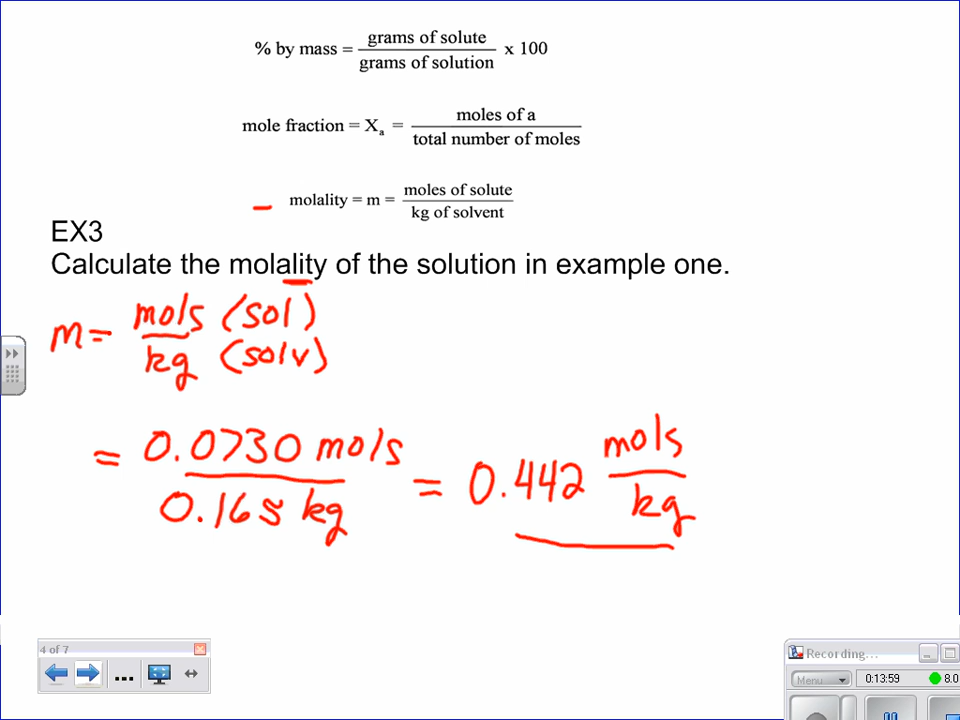 % by mass = grams of solute / grams of solution x 100
mole fraction = Xa = moles of a / total number of moles
molality = m = moles of solute / kg of solvent
EX3
Calculate the molality of the solution in example one.
m = mols (sol) / kg (solv)
= 0.0730 mols / 0.165 kg = 0.442 mols / kg
4 of 7
...
Recording...
Menu
0:13:59
8.0